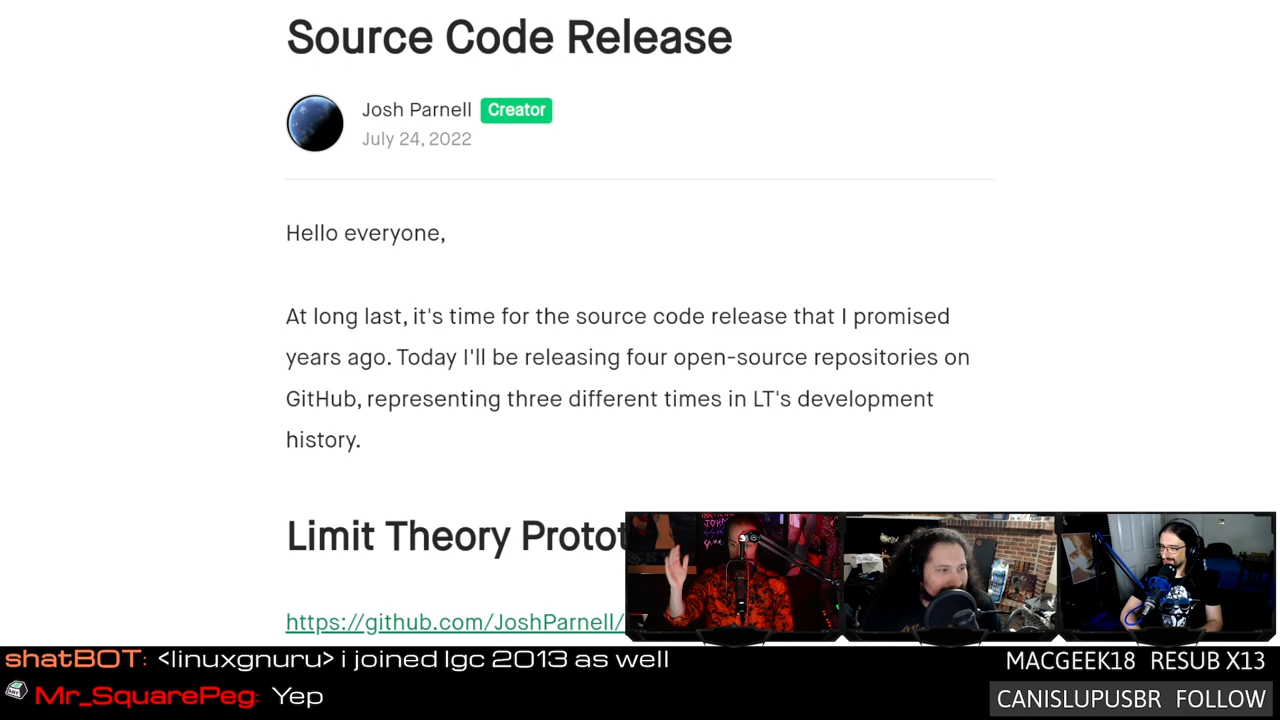 Source Code Release
Josh Parnell Creator
July 24, 2022
Hello everyone,
At long last, it's time for the source code release that I promised
years ago. Today I'll be releasing four open-source repositories on
GitHub, representing three different times in LT's development
history.
Limit Theory Protot
https://github.com/JoshParnell/
shatBOT: <linuxgnuru> i joined lgc 2013 as well
Mr_SquarePeg: Yep
MACGEEK18 RESUB X13
CANISLUPUSBR FOLLOW